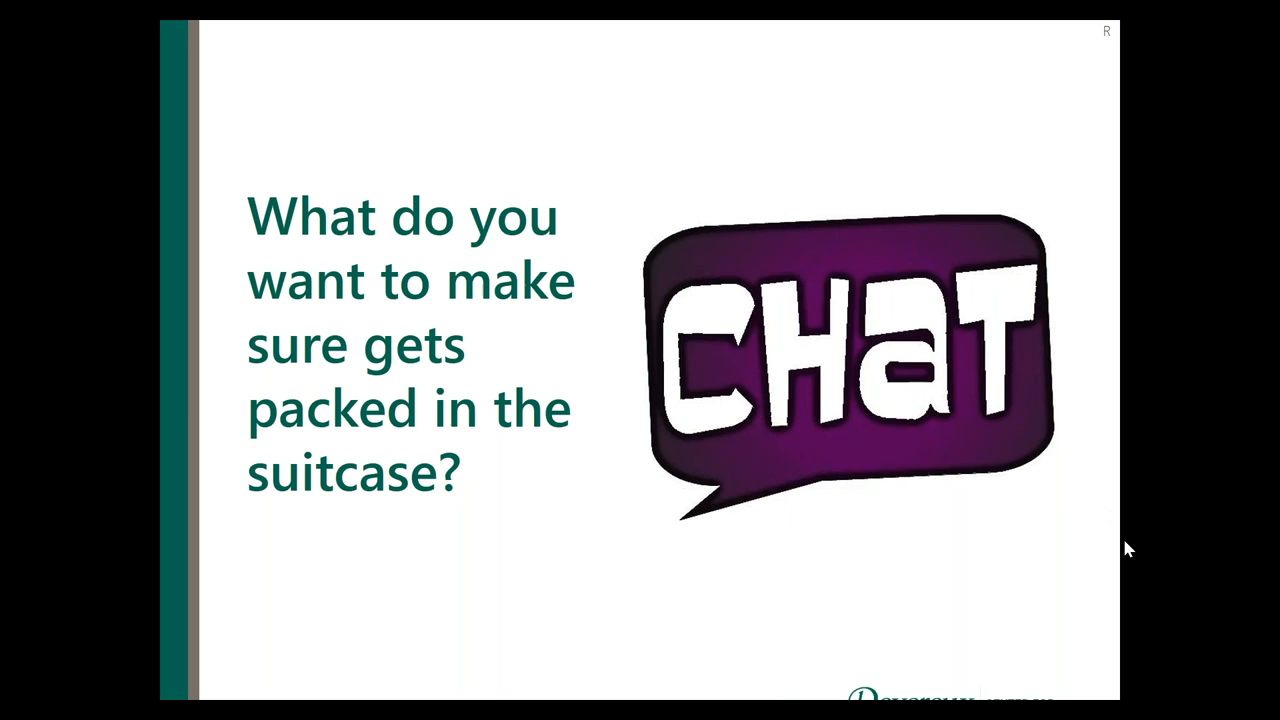 R
What do you
want to make
sure gets
packed in the
suitcase?
CHaT